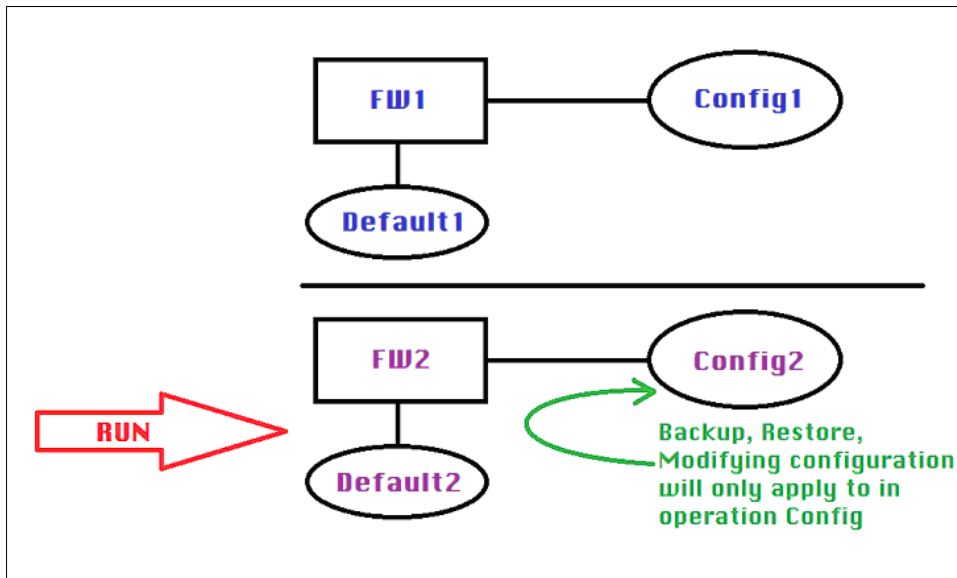 FW1
Config1
Default1
FW2
Config2
RUN
Default2
Backup, Restore,
Modifying configuration
will only apply to in
operation Config